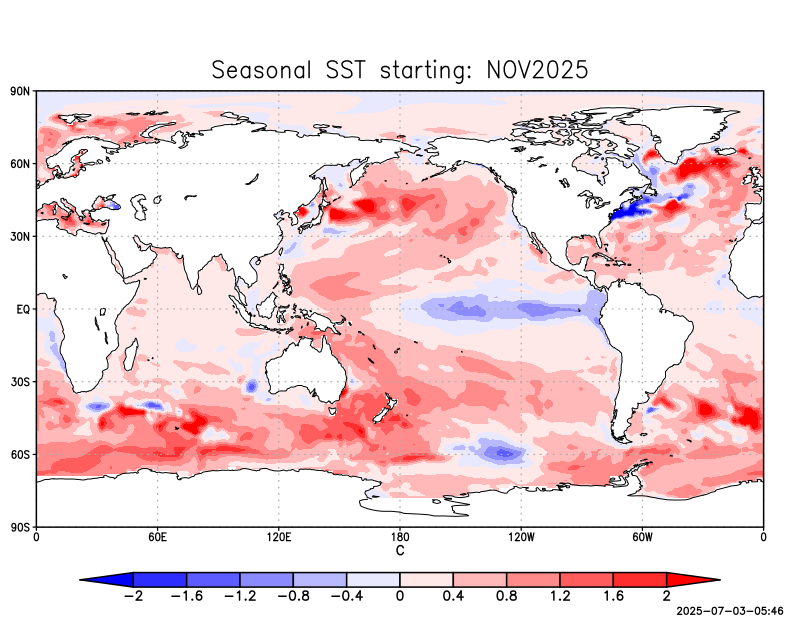 Seasonal SST starting: NOV2025
90N
60N
30N
EQ
30S
60S
90S
0 60E 120E 180 120W 60W 0
C
−2 −1.6 −1.2 −0.8 −0.4 0 0.4 0.8 1.2 1.6 2
2025-07-03-05:46